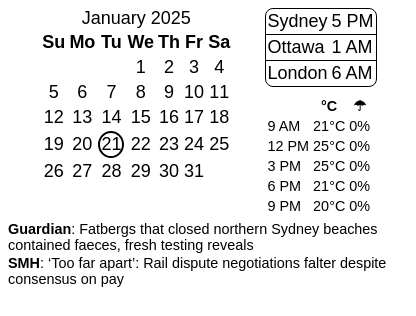 January 2025
Su Mo Tu We Th Fr Sa
1 2 3 4
5 6 7 8 9 10 11
12 13 14 15 16 17 18
19 20 21 22 23 24 25
26 27 28 29 30 31
Sydney 5 PM
Ottawa 1 AM
London 6 AM
°C ☂
9 AM 21°C 0%
12 PM 25°C 0%
3 PM 25°C 0%
6 PM 21°C 0%
9 PM 20°C 0%
Guardian: Fatbergs that closed northern Sydney beaches
contained faeces, fresh testing reveals
SMH: ‘Too far apart’: Rail dispute negotiations falter despite
consensus on pay